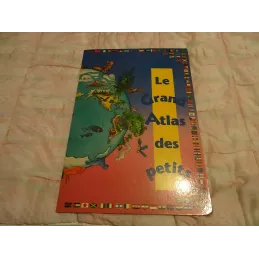 Le
Grand
Atlas
des
petits